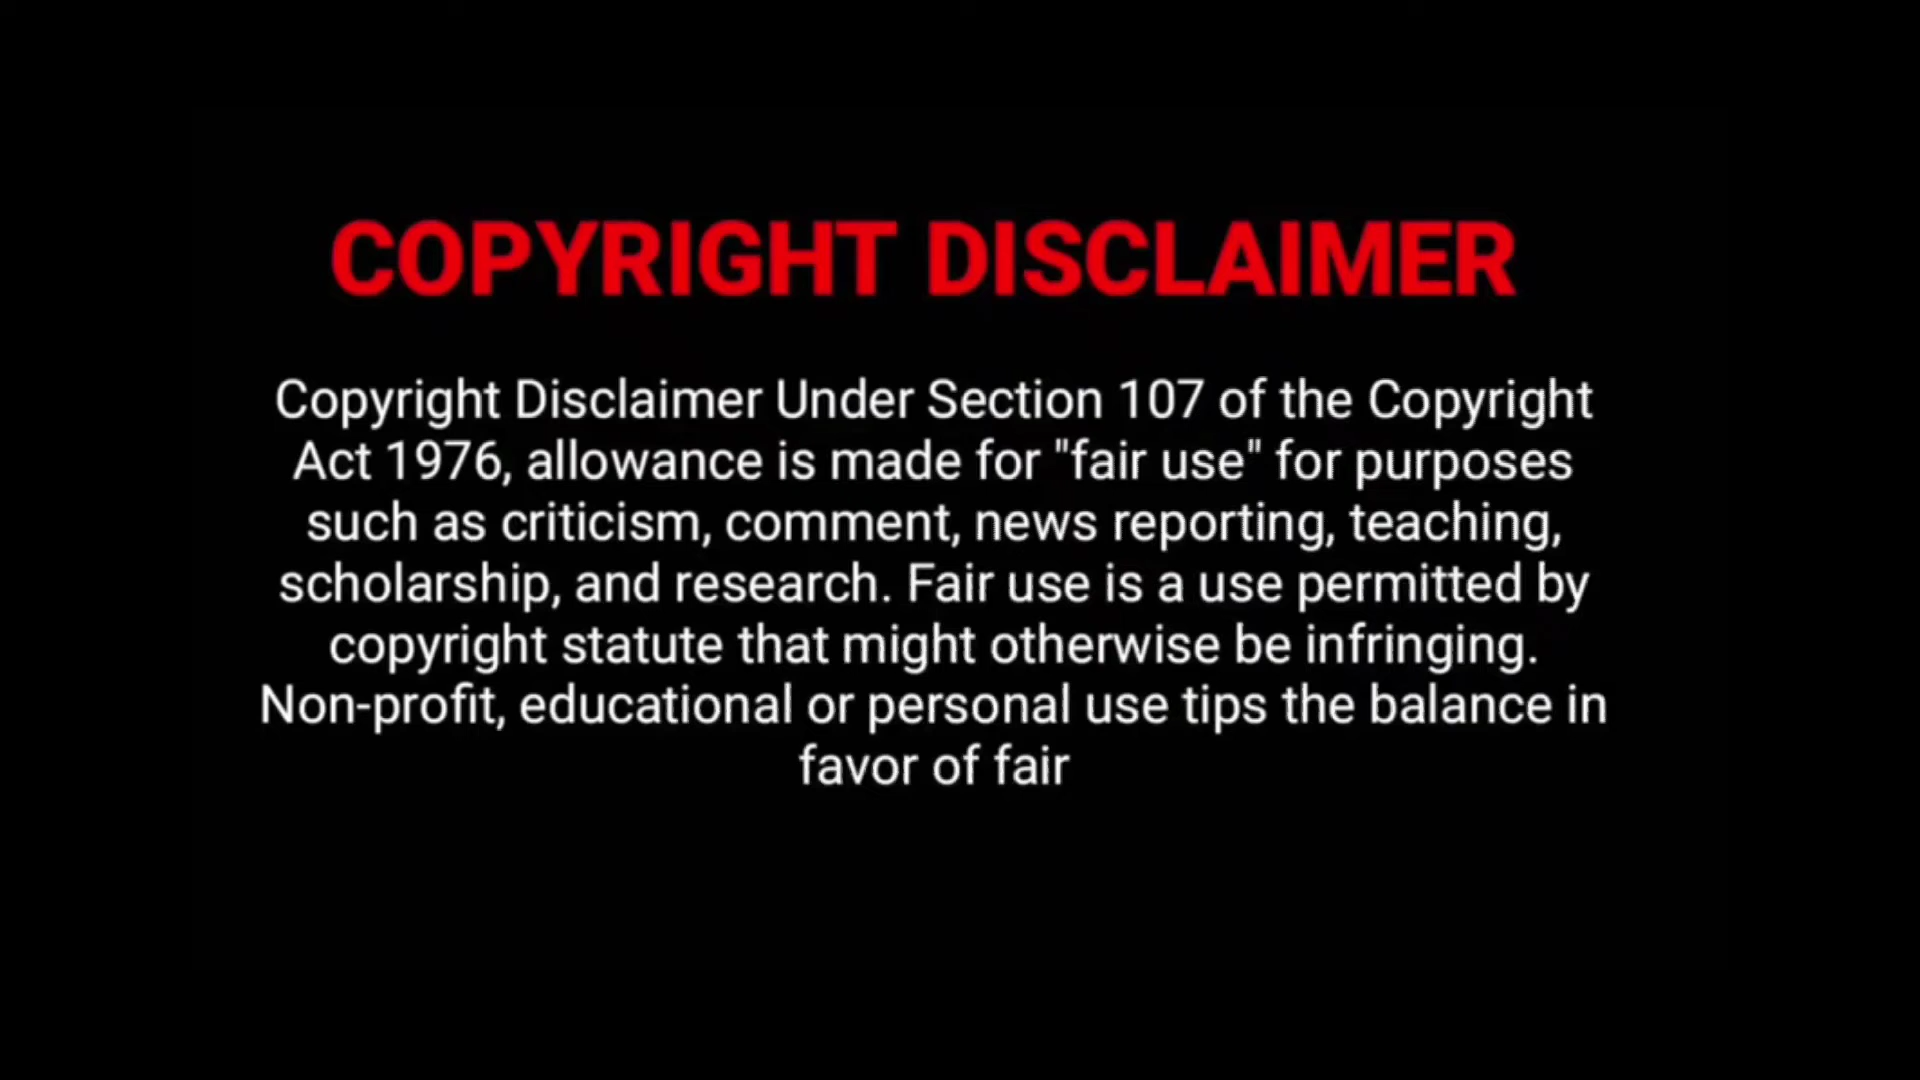 COPYRIGHT DISCLAIMER
Copyright Disclaimer Under Section 107 of the Copyright
Act 1976, allowance is made for "fair use" for purposes
such as criticism, comment, news reporting, teaching,
scholarship, and research. Fair use is a use permitted by
copyright statute that might otherwise be infringing.
Non-profit, educational or personal use tips the balance in
favor of fair